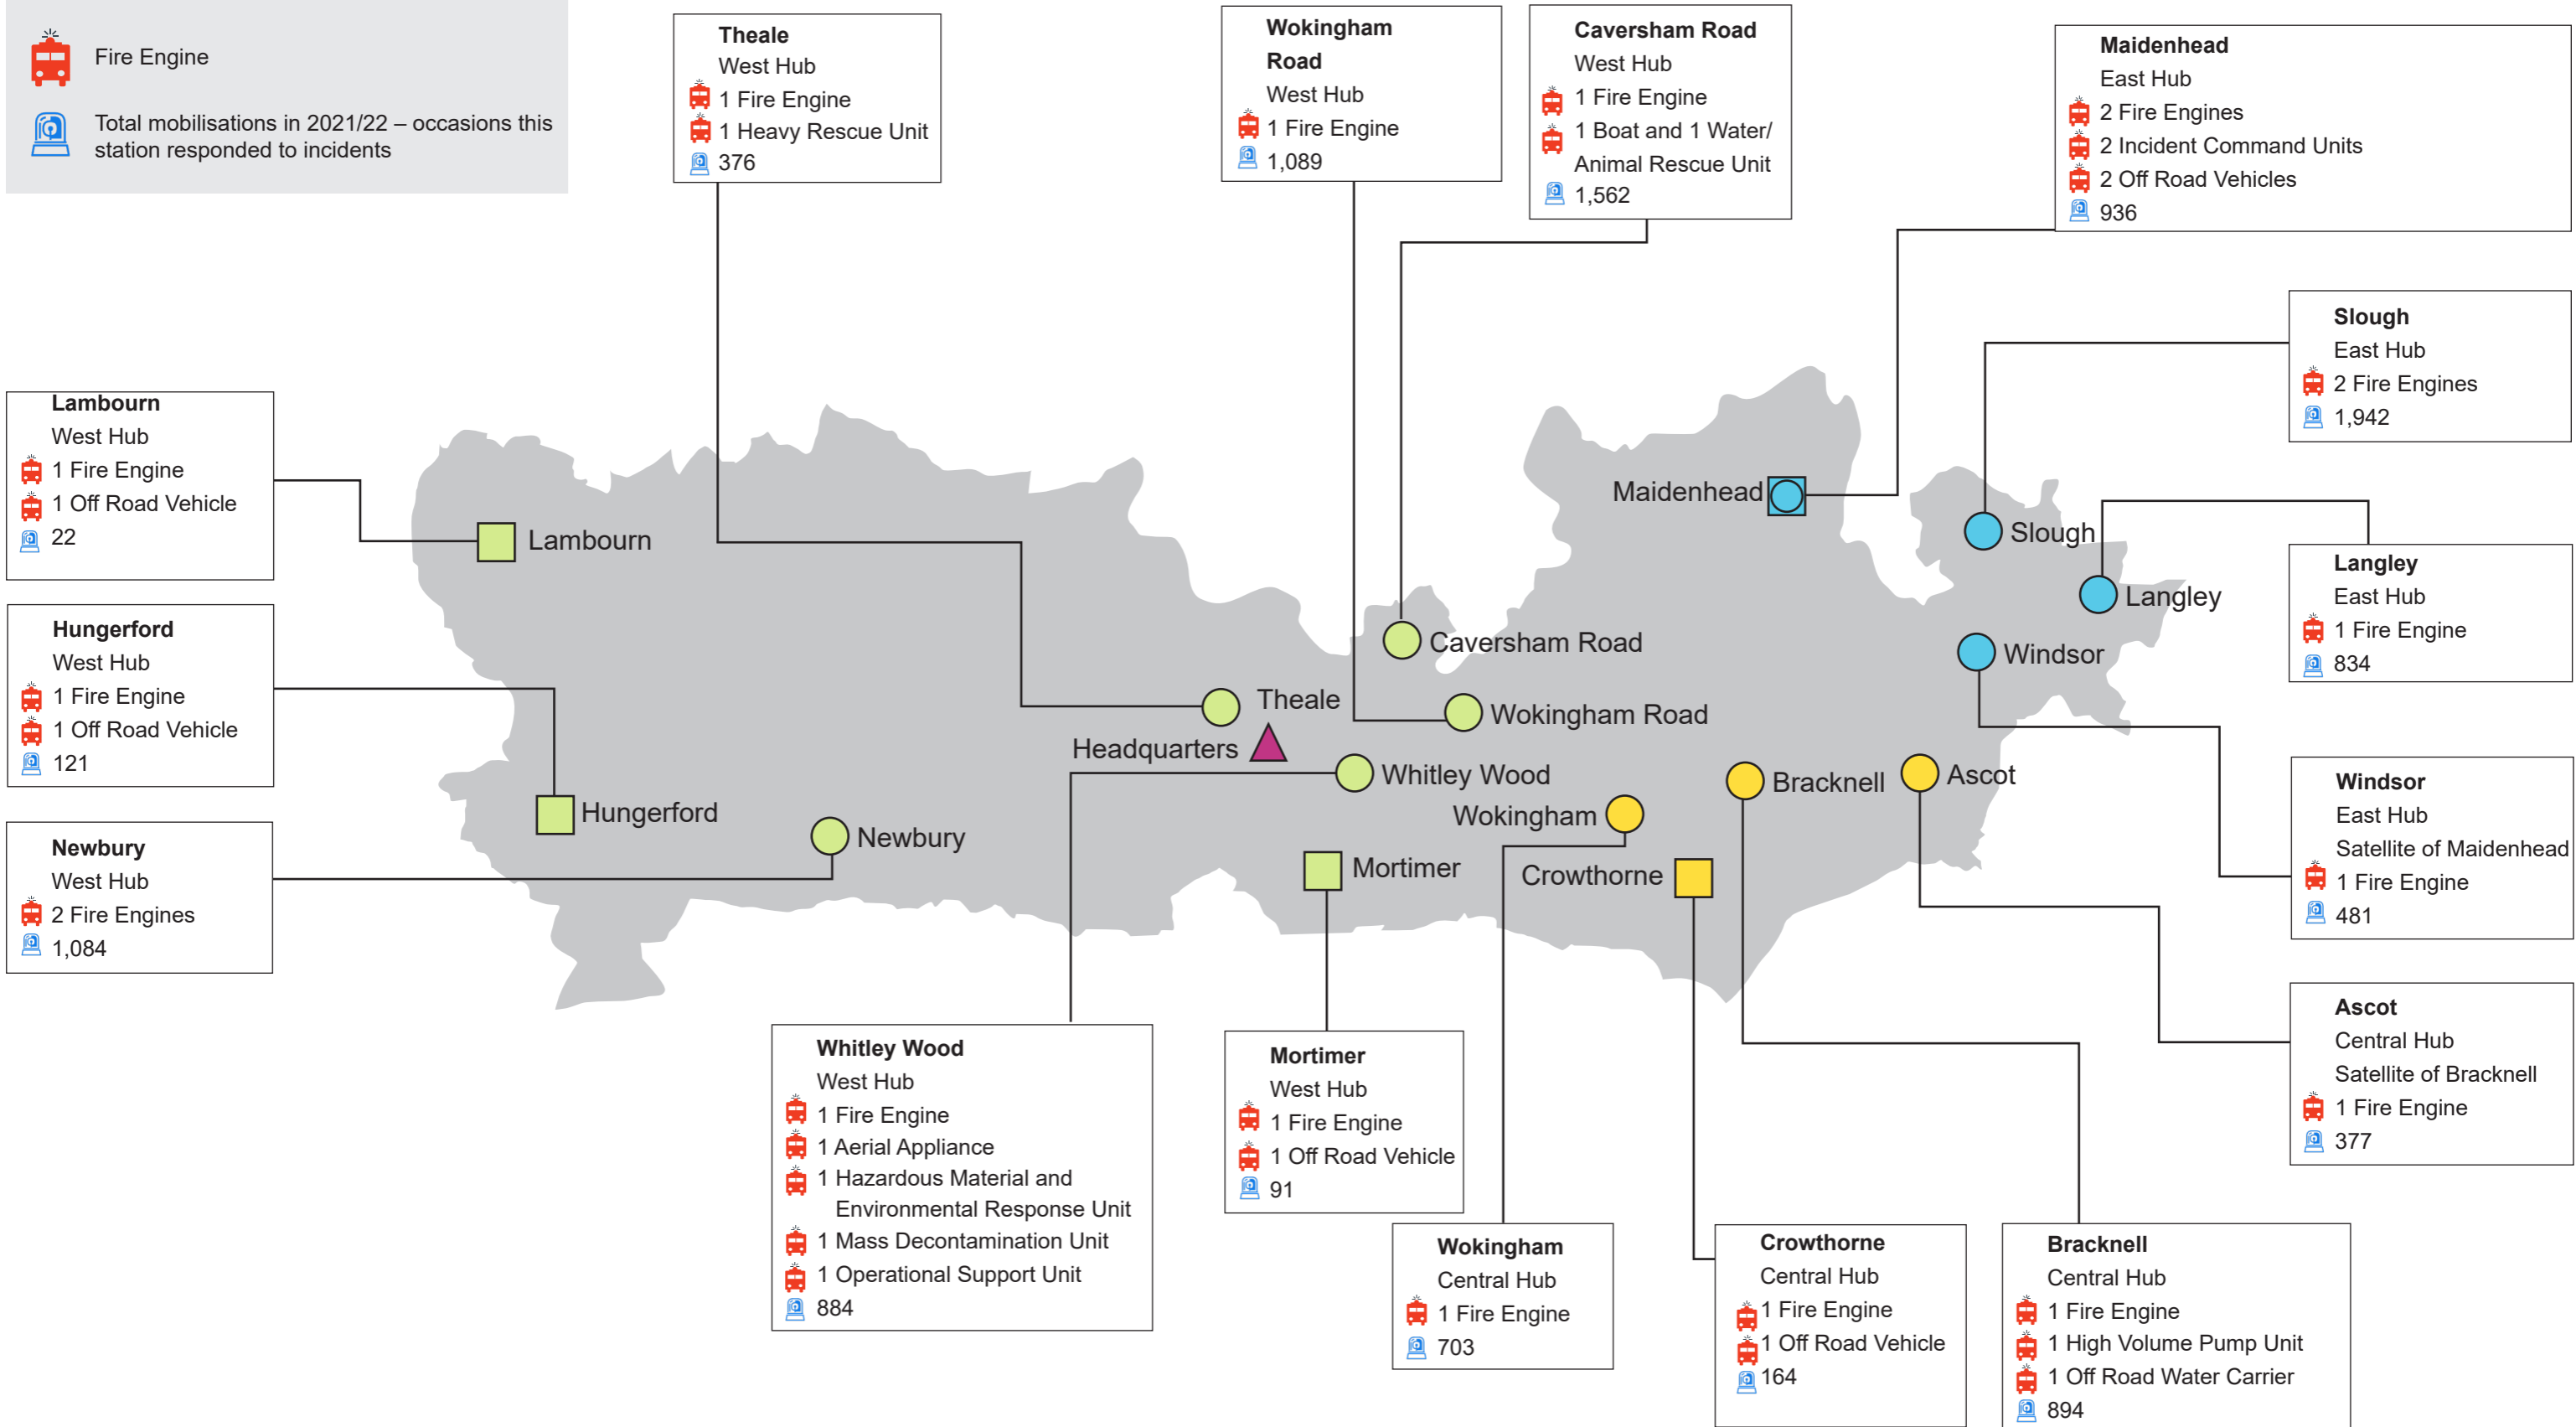 Fire Engine
Total mobilisations in 2021/22 – occasions this
station responded to incidents
Theale
West Hub
1 Fire Engine
1 Heavy Rescue Unit
376
Wokingham
Road
West Hub
1 Fire Engine
1,089
Caversham Road
West Hub
1 Fire Engine
1 Boat and 1 Water/
Animal Rescue Unit
1,562
Maidenhead
East Hub
2 Fire Engines
2 Incident Command Units
2 Off Road Vehicles
936
Slough
East Hub
2 Fire Engines
1,942
Lambourn
West Hub
1 Fire Engine
1 Off Road Vehicle
22
Langley
East Hub
1 Fire Engine
834
Hungerford
West Hub
1 Fire Engine
1 Off Road Vehicle
121
Newbury
West Hub
2 Fire Engines
1,084
Windsor
East Hub
Satellite of Maidenhead
1 Fire Engine
481
Ascot
Central Hub
Satellite of Bracknell
1 Fire Engine
377
Maidenhead
Slough
Lambourn
Langley
Caversham Road
Windsor
Theale
Wokingham Road
Headquarters
Whitley Wood
Bracknell
Ascot
Hungerford
Wokingham
Newbury
Mortimer
Crowthorne
Whitley Wood
West Hub
1 Fire Engine
1 Aerial Appliance
1 Hazardous Material and
Environmental Response Unit
1 Mass Decontamination Unit
1 Operational Support Unit
884
Mortimer
West Hub
1 Fire Engine
1 Off Road Vehicle
91
Wokingham
Central Hub
1 Fire Engine
703
Crowthorne
Central Hub
1 Fire Engine
1 Off Road Vehicle
164
Bracknell
Central Hub
1 Fire Engine
1 High Volume Pump Unit
1 Off Road Water Carrier
894